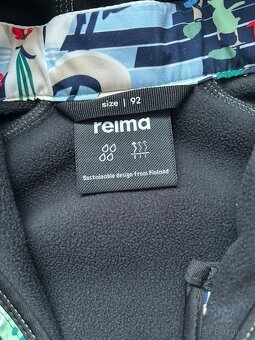 size | 92
reima
Sustainable design from Finland